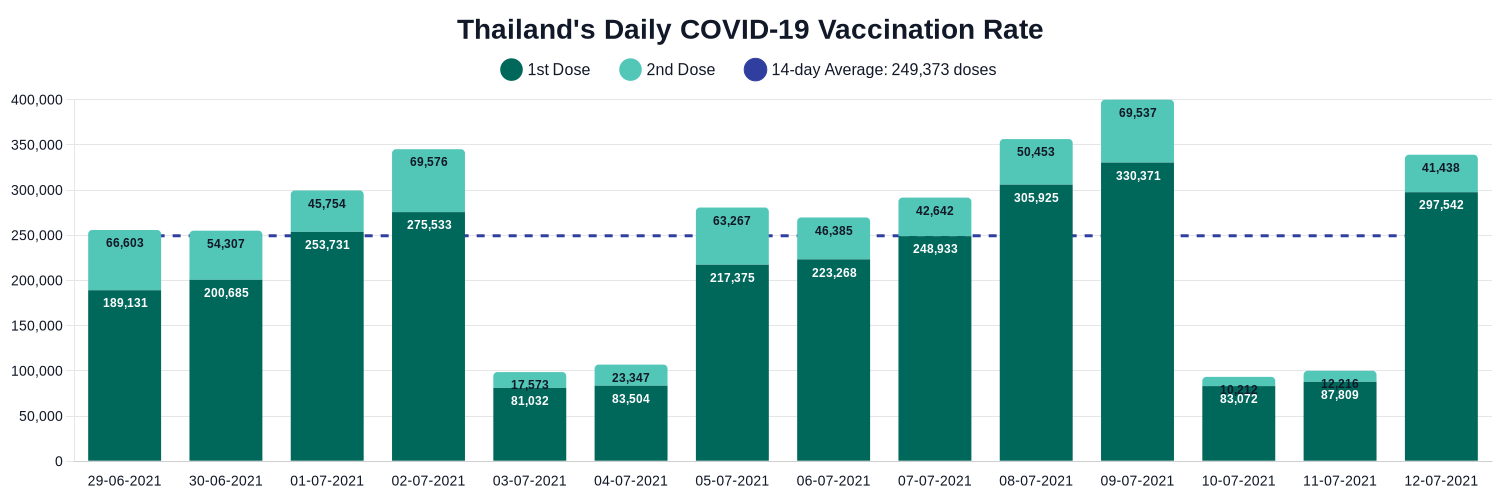 Thailand's Daily COVID-19 Vaccination Rate
1st Dose 2nd Dose 14-day Average: 249,373 doses
400,000
350,000
300,000
250,000
200,000
150,000
100,000
50,000
0
66,603 54,307 45,754 69,576 17,573 23,347 63,267 46,385 42,642 50,453 69,537 10,212 12,216 41,438
189,131 200,685 253,731 275,533 81,032 83,504 217,375 223,268 248,933 305,925 330,371 83,072 87,809 297,542
29-06-2021 30-06-2021 01-07-2021 02-07-2021 03-07-2021 04-07-2021 05-07-2021 06-07-2021 07-07-2021 08-07-2021 09-07-2021 10-07-2021 11-07-2021 12-07-2021